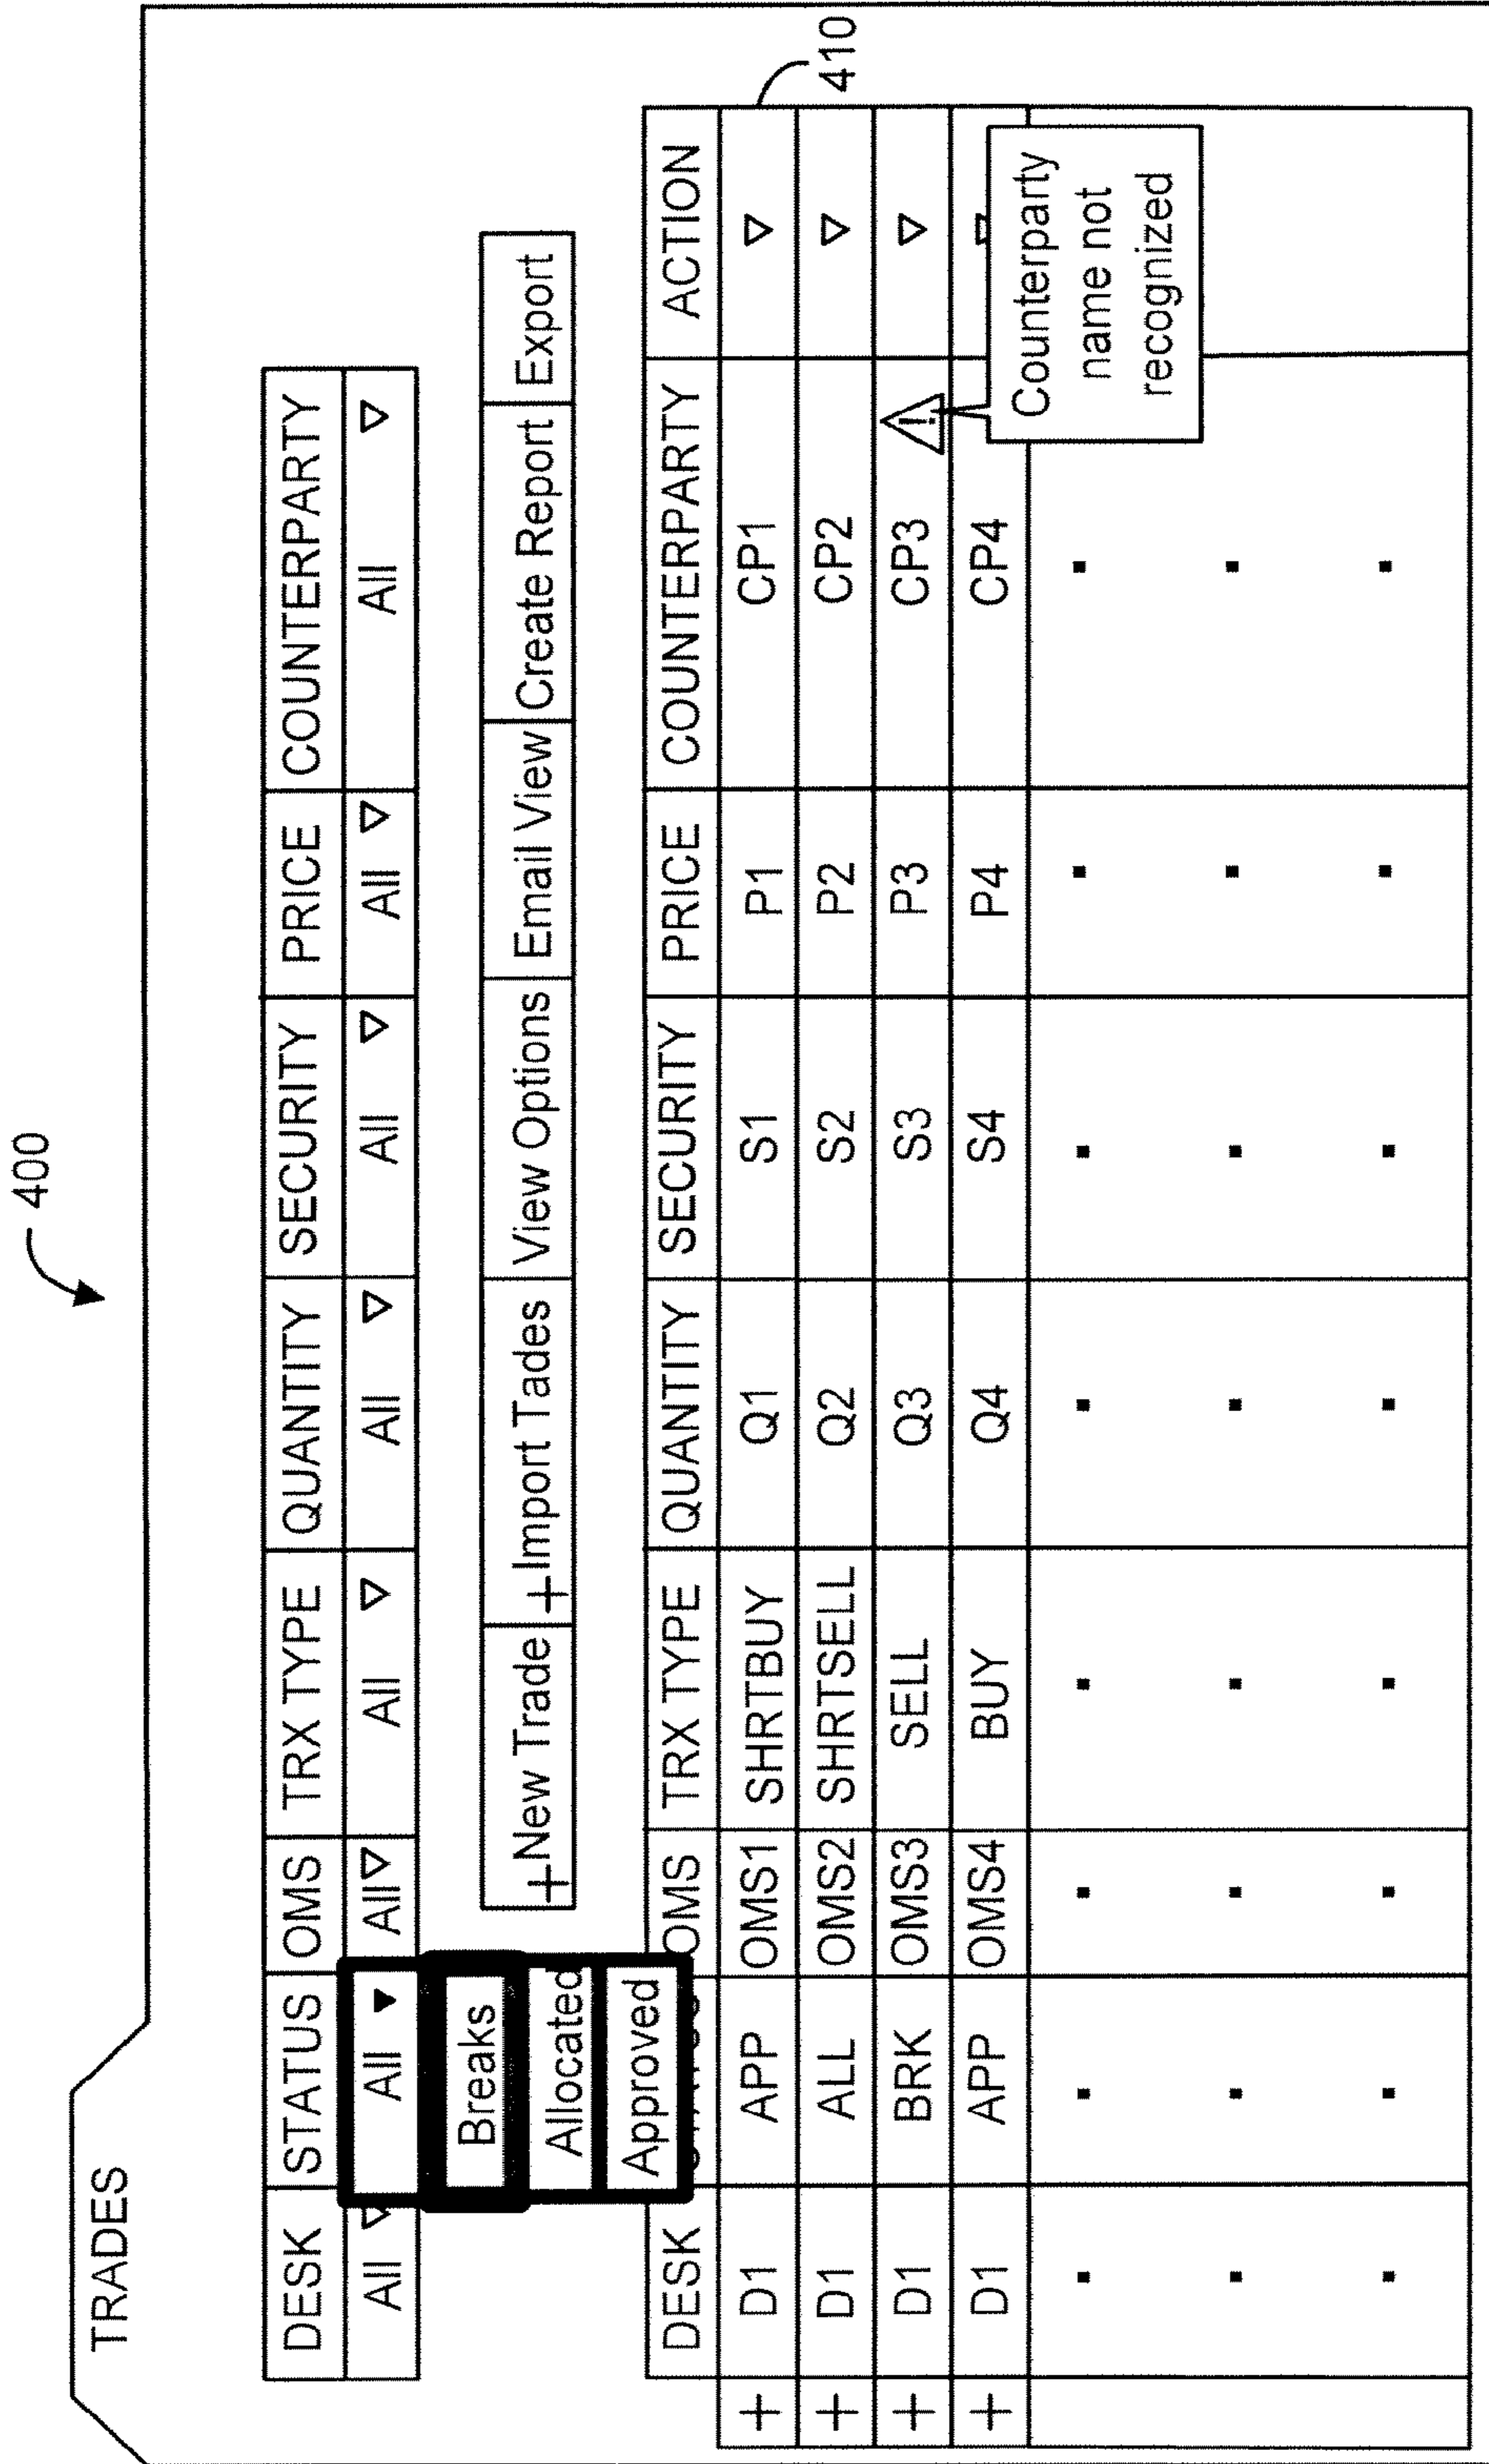 400
TRADES
DESK STATUS OMS TRX TYPE QUANTITY SECURITY PRICE COUNTERPARTY
All All All All All All All All
Breaks
Allocated
Approved
+New Trade +Import Tades View Options Email View Create Report Export
DESK OMS TRX TYPE QUANTITY SECURITY PRICE COUNTERPARTY ACTION
+ D1 APP OMS1 SHRTBUY Q1 S1 P1 CP1
410
+ D1 ALL OMS2 SHRTSELL Q2 S2 P2 CP2
+ D1 BRK OMS3 SELL Q3 S3 P3 CP3 !
+ D1 APP OMS4 BUY Q4 S4 P4 CP4
Counterparty
name not
recognized